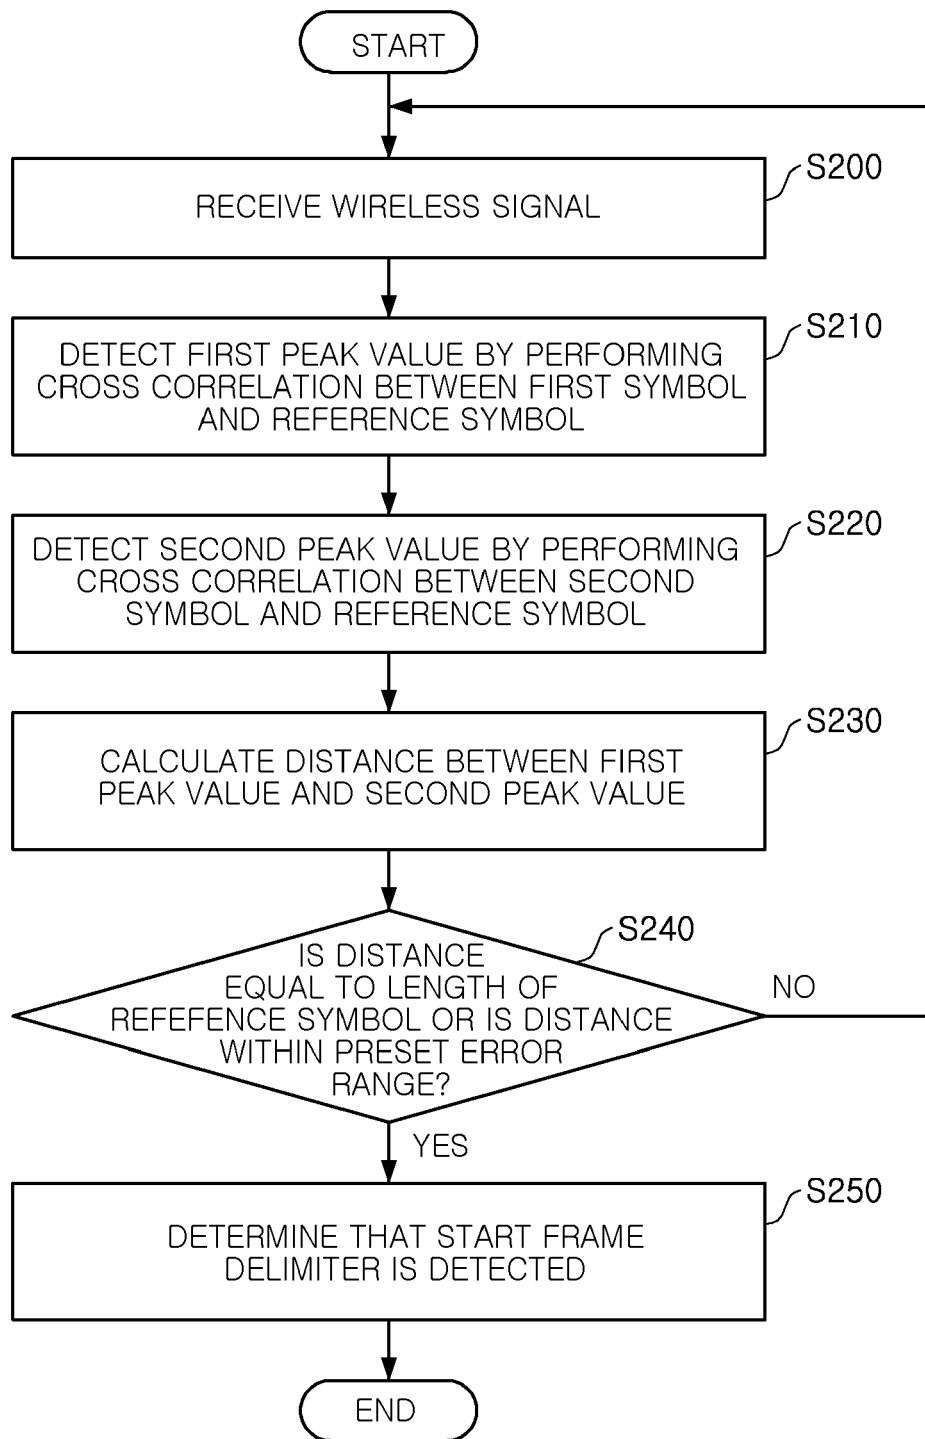 START
S200
RECEIVE WIRELESS SIGNAL
S210
DETECT FIRST PEAK VALUE BY PERFORMING
CROSS CORRELATION BETWEEN FIRST SYMBOL
AND REFERENCE SYMBOL
S220
DETECT SECOND PEAK VALUE BY PERFORMING
CROSS CORRELATION BETWEEN SECOND
SYMBOL AND REFERENCE SYMBOL
S230
CALCULATE DISTANCE BETWEEN FIRST
PEAK VALUE AND SECOND PEAK VALUE
S240
IS DISTANCE
EQUAL TO LENGTH OF
REFEFENCE SYMBOL OR IS DISTANCE
WITHIN PRESET ERROR
RANGE?
NO
YES
S250
DETERMINE THAT START FRAME
DELIMITER IS DETECTED
END